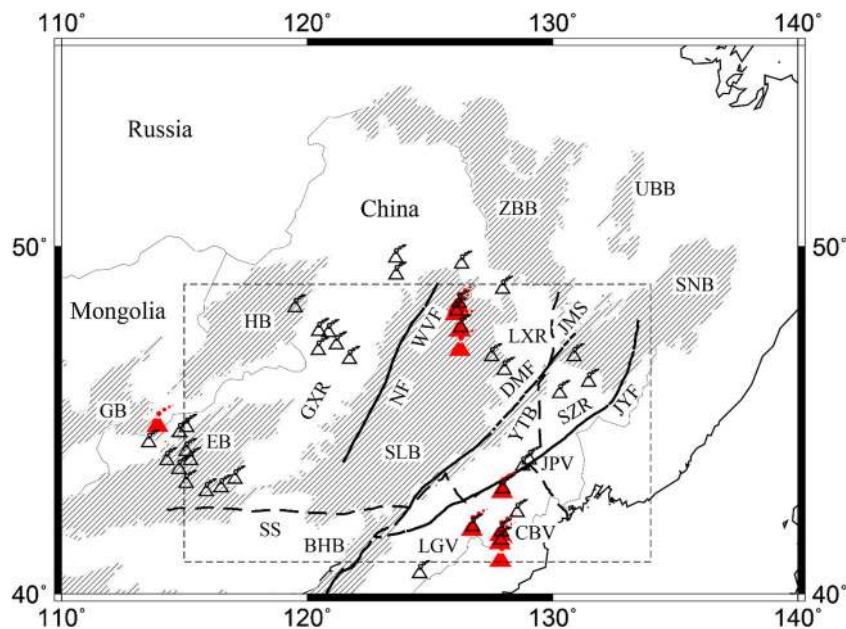 110° 120° 130° 140°
Russia
UBB
China
ZBB
50° 50°
SNB
Mongolia
HB
WVF
LXR
JMS
GXR
NF
DMF
SZR
JYF
GB
EB
YTB
SLB
JPV
SS
BHB
LGV
CBV
40° 40°
110° 120° 130° 140°